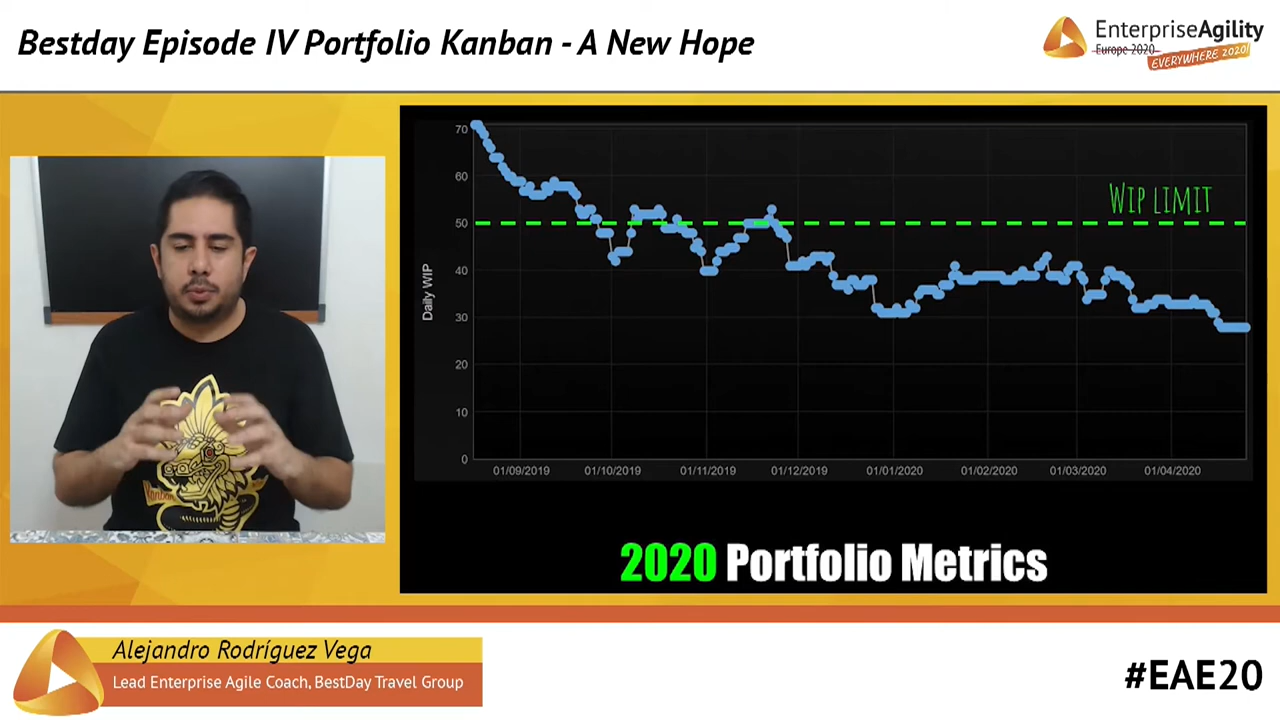 Bestday Episode IV Portfolio Kanban - A New Hope
EnterpriseAgility
Europe 2020
EVERYWHERE 2020!
70
60
50
40
30
20
10
0
Daily WIP
WIP LIMIT
01/09/2019 01/10/2019 01/11/2019 01/12/2019 01/01/2020 01/02/2020 01/03/2020 01/04/2020
2020 Portfolio Metrics
Kanban
Alejandro Rodríguez Vega
Lead Enterprise Agile Coach, BestDay Travel Group
#EAE20